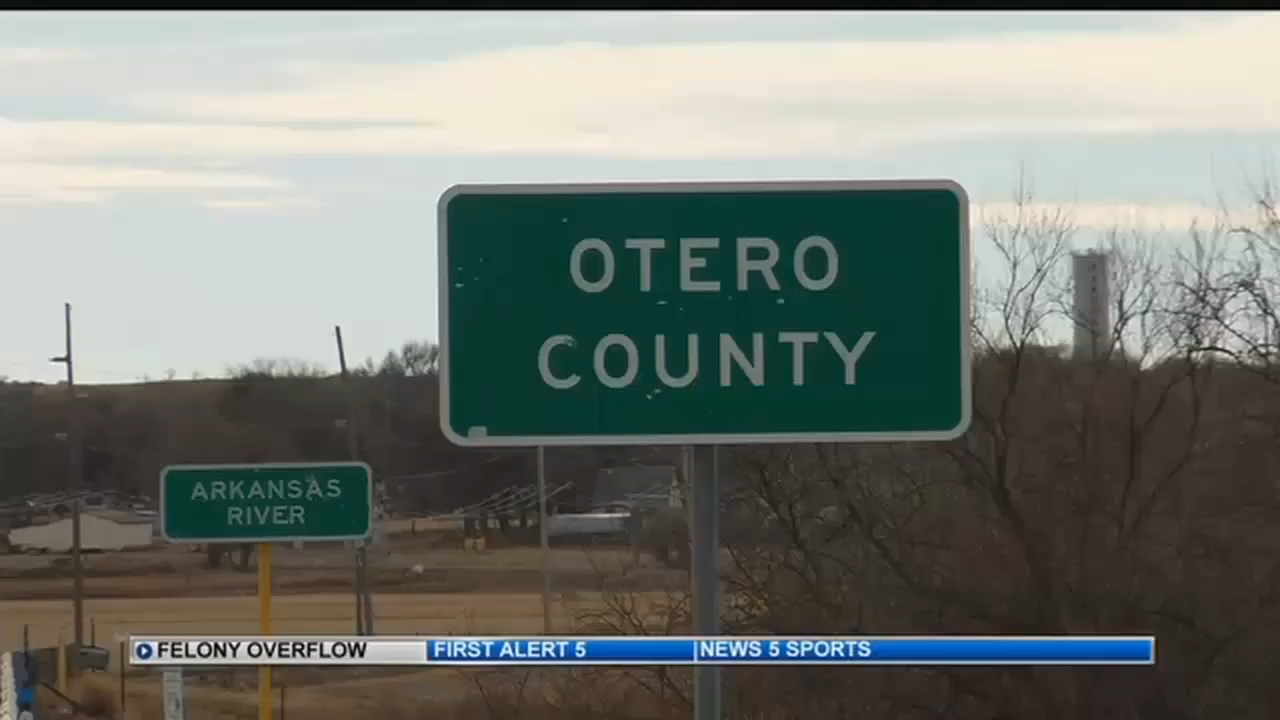 OTERO
COUNTY
ARKANSAS
RIVER
FELONY OVERFLOW
FIRST ALERT 5
NEWS 5 SPORTS